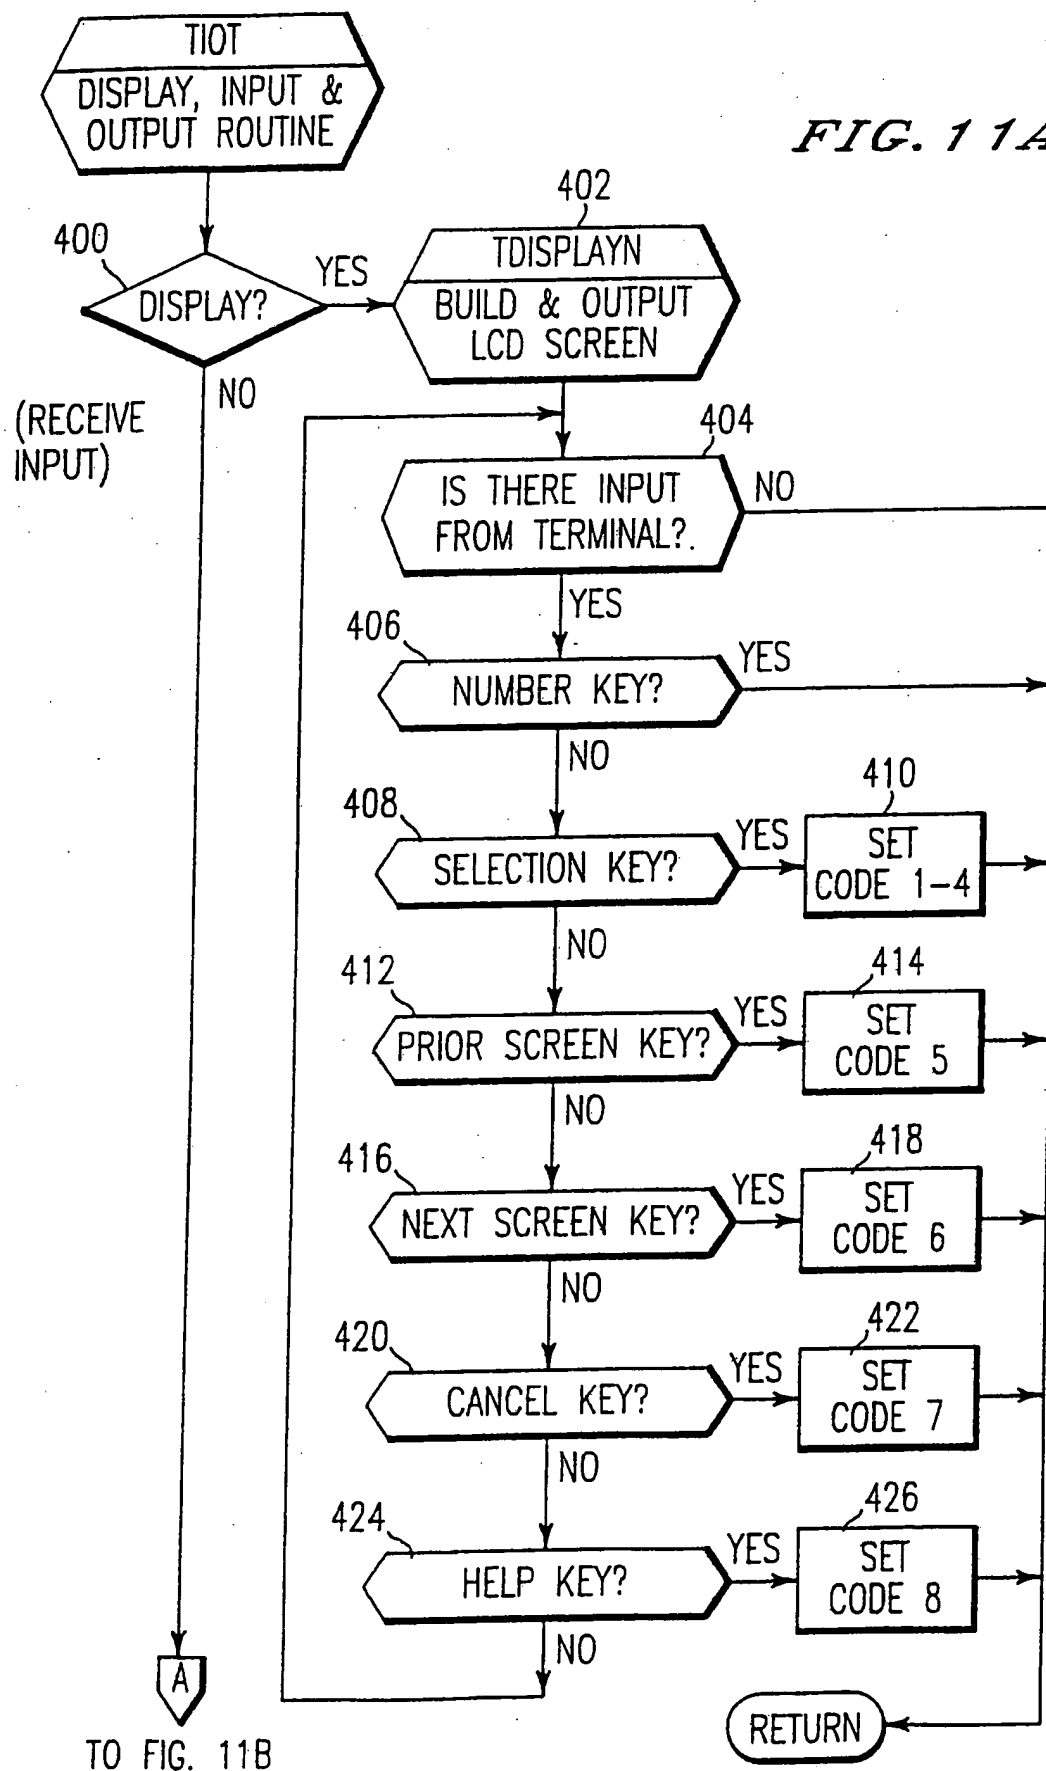 TIOT
DISPLAY, INPUT &
OUTPUT ROUTINE
FIG. 11A
402
400
YES
TDISPLAYN
DISPLAY?
BUILD & OUTPUT
LCD SCREEN
NO
(RECEIVE
INPUT)
404
IS THERE INPUT
FROM TERMINAL?
NO
YES
406
YES
NUMBER KEY?
NO
410
408
YES
SET
CODE 1-4
SELECTION KEY?
NO
414
412
YES
SET
CODE 5
PRIOR SCREEN KEY?
NO
418
416
YES
SET
CODE 6
NEXT SCREEN KEY?
NO
422
420
YES
SET
CODE 7
CANCEL KEY?
NO
426
424
YES
SET
CODE 8
HELP KEY?
NO
A
RETURN
TO FIG. 11B